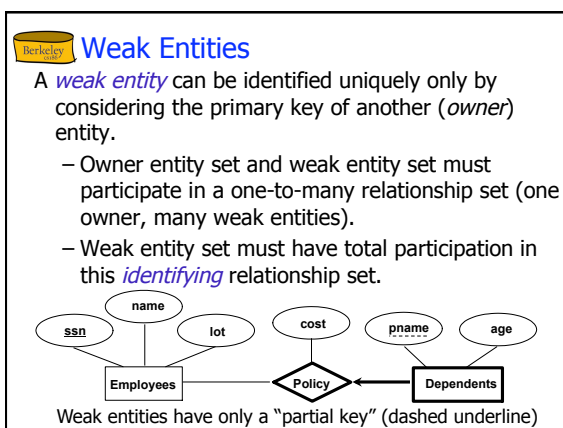 Berkeley
cs186
Weak Entities
A weak entity can be identified uniquely only by
considering the primary key of another (owner)
entity.
– Owner entity set and weak entity set must
participate in a one-to-many relationship set (one
owner, many weak entities).
– Weak entity set must have total participation in
this identifying relationship set.
name
ssn
lot
cost
pname
age
Employees
Policy
Dependents
Weak entities have only a “partial key” (dashed underline)